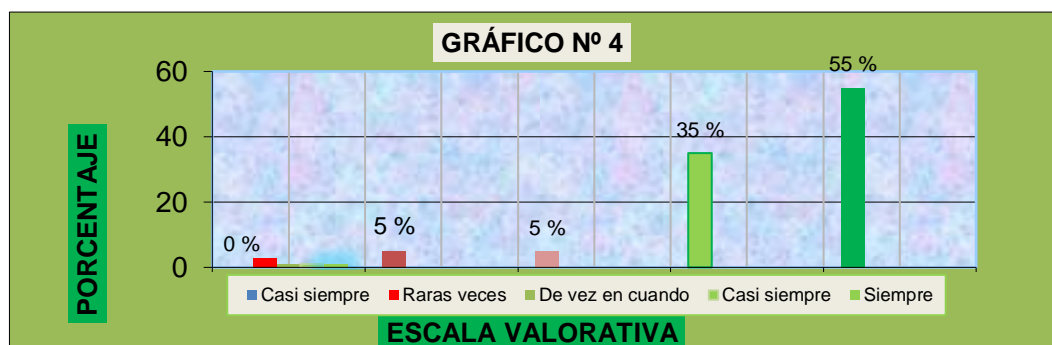 GRÁFICO Nº 4
PORCENTAJE
60
40
20
0
0 %
5 %
5 %
35 %
55 %
Casi siempre Raras veces De vez en cuando Casi siempre Siempre
ESCALA VALORATIVA